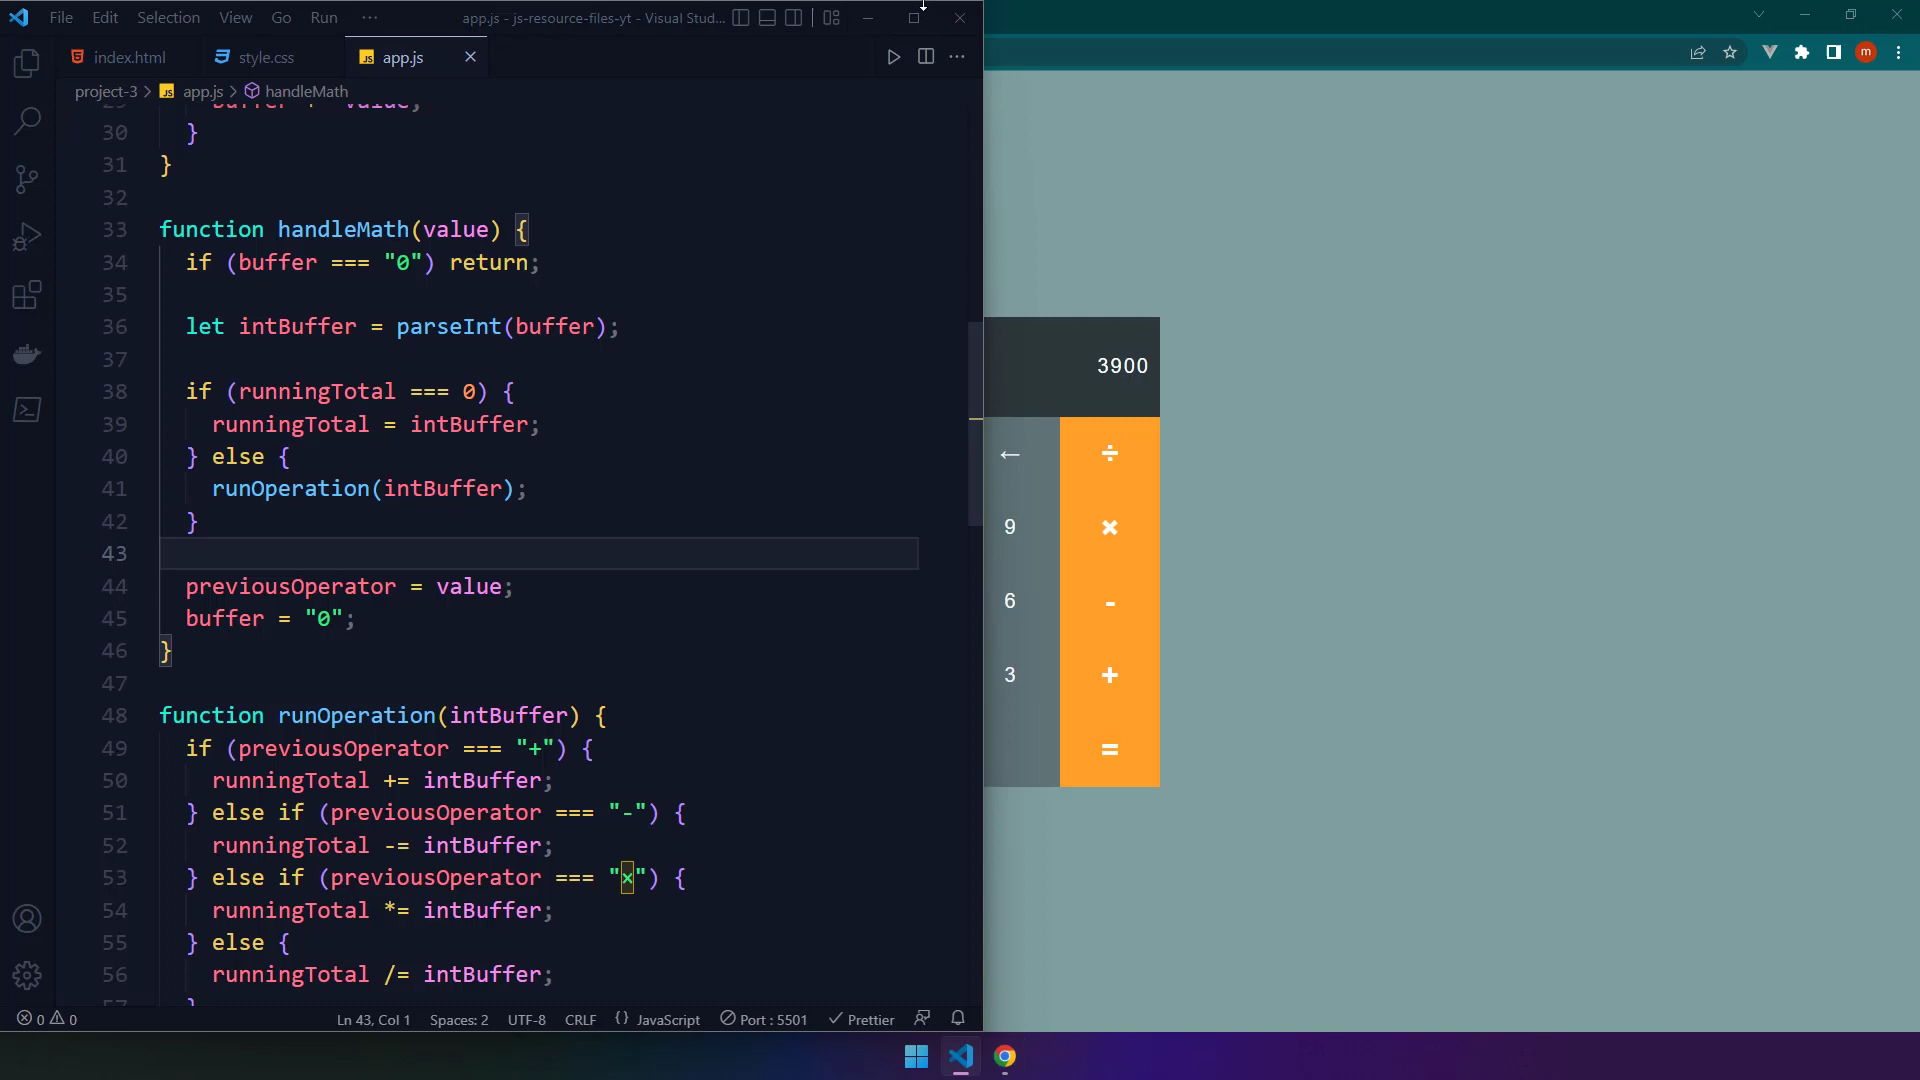 File Edit Selection View Go Run ··· app.js - js-resource-files-yt - Visual Stud...
index.html style.css JS app.js
project-3 > JS app.js > handleMath
30 }
31 }
32
33 function handleMath(value) {
34 if (buffer === "0") return;
35
36 let intBuffer = parseInt(buffer);
37
38 if (runningTotal === 0) {
39 runningTotal = intBuffer;
40 } else {
41 runOperation(intBuffer);
42 }
43
44 previousOperator = value;
45 buffer = "0";
46 }
47
48 function runOperation(intBuffer) {
49 if (previousOperator === "+") {
50 runningTotal += intBuffer;
51 } else if (previousOperator === "-") {
52 runningTotal -= intBuffer;
53 } else if (previousOperator === "×") {
54 runningTotal *= intBuffer;
55 } else {
56 runningTotal /= intBuffer;
0 0 Ln 43, Col 1 Spaces: 2 UTF-8 CRLF {} JavaScript Port : 5501 Prettier
m
3900
← ÷
9 ×
6 -
3 +
=